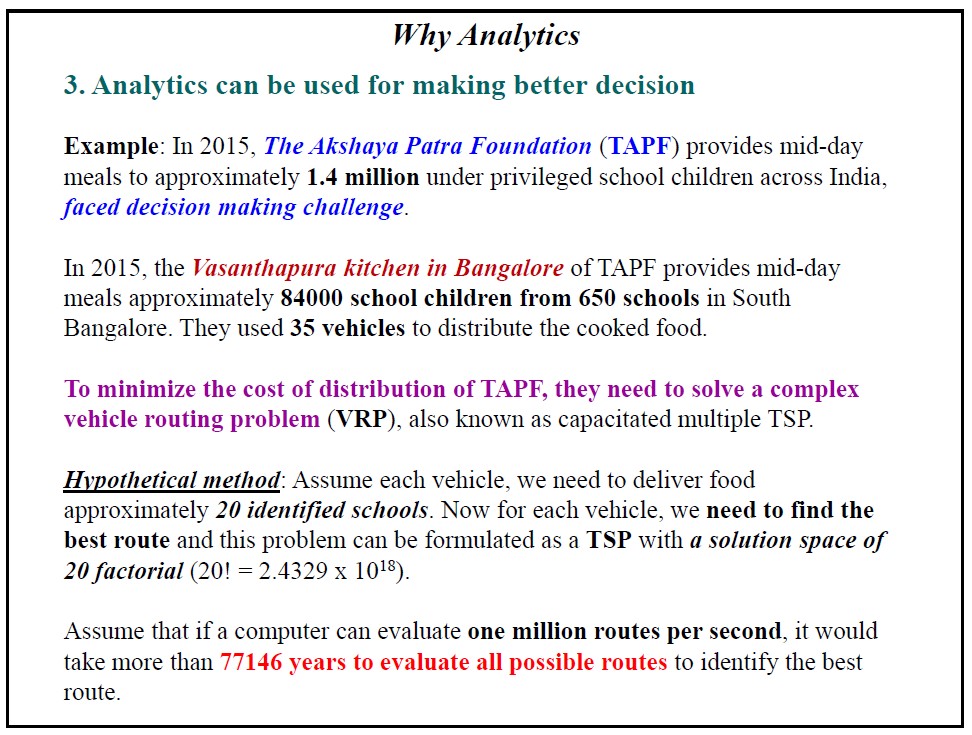 Why Analytics
3. Analytics can be used for making better decision
Example: In 2015, The Akshaya Patra Foundation (TAPF) provides mid-day
meals to approximately 1.4 million under privileged school children across India,
faced decision making challenge.
In 2015, the Vasanthapura kitchen in Bangalore of TAPF provides mid-day
meals approximately 84000 school children from 650 schools in South
Bangalore. They used 35 vehicles to distribute the cooked food.
To minimize the cost of distribution of TAPF, they need to solve a complex
vehicle routing problem (VRP), also known as capacitated multiple TSP.
Hypothetical method: Assume each vehicle, we need to deliver food
approximately 20 identified schools. Now for each vehicle, we need to find the
best route and this problem can be formulated as a TSP with a solution space of
20 factorial (20! = 2.4329 x 10¹⁸).
Assume that if a computer can evaluate one million routes per second, it would
take more than 77146 years to evaluate all possible routes to identify the best
route.